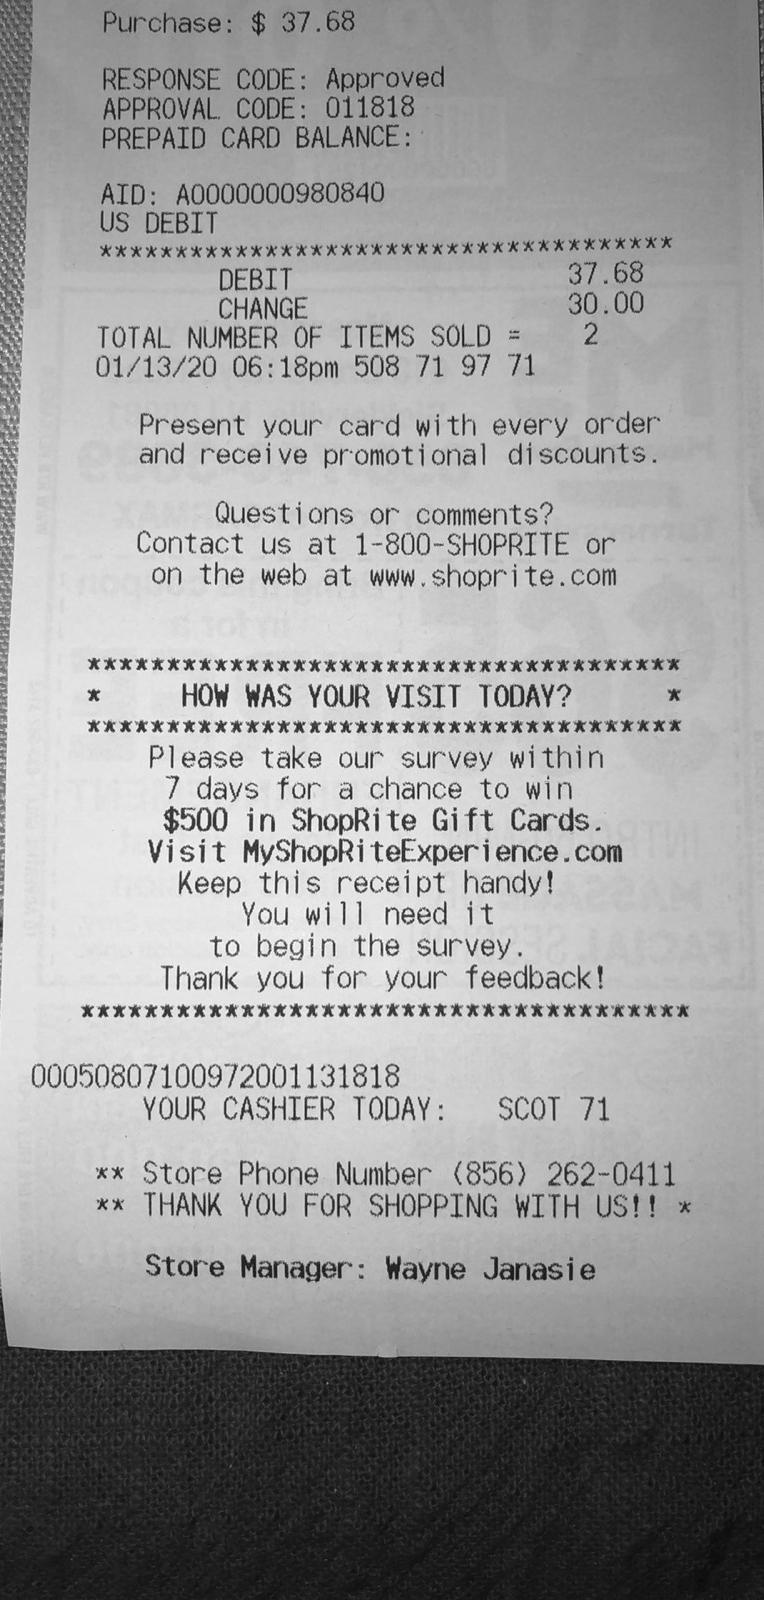 Purchase: $ 37.68
RESPONSE CODE: Approved
APPROVAL CODE: 011818
PREPAID CARD BALANCE:
AID: A0000000980840
US DEBIT
*************************************
DEBIT 37.68
CHANGE 30.00
TOTAL NUMBER OF ITEMS SOLD = 2
01/13/20 06:18pm 508 71 97 71
Present your card with every order
and receive promotional discounts.
Questions or comments?
Contact us at 1-800-SHOPRITE or
on the web at www.shoprite.com
**************************************
* HOW WAS YOUR VISIT TODAY? *
**************************************
Please take our survey within
7 days for a chance to win
$500 in ShopRite Gift Cards.
Visit MyShopRiteExperience.com
Keep this receipt handy!
You will need it
to begin the survey.
Thank you for your feedback!
**************************************
00050807100972001131818
YOUR CASHIER TODAY: SCOT 71
** Store Phone Number (856) 262-0411
** THANK YOU FOR SHOPPING WITH US!! *
Store Manager: Wayne Janasie